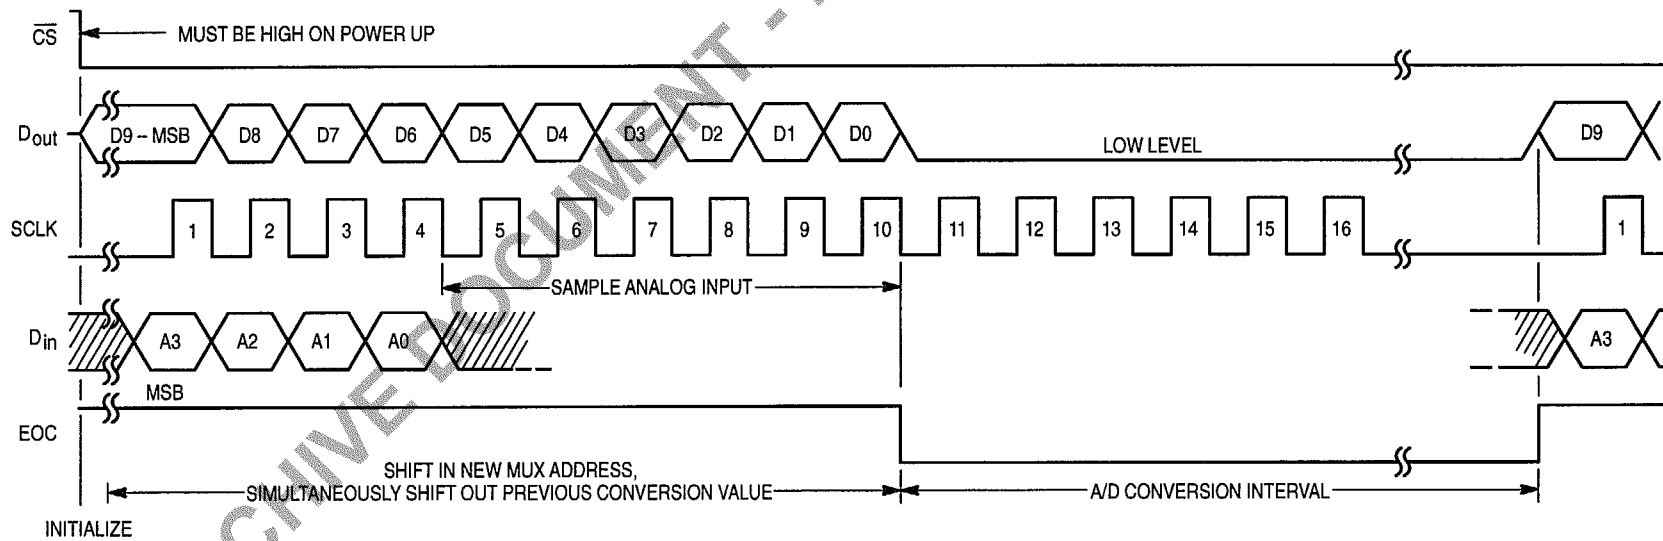 CS
MUST BE HIGH ON POWER UP
Dout
D9 – MSB D8 D7 D6 D5 D4 D3 D2 D1 D0
LOW LEVEL
D9
SCLK
1 2 3 4 5 6 7 8 9 10 11 12 13 14 15 16 1
SAMPLE ANALOG INPUT
Din
A3 A2 A1 A0
A3
MSB
EOC
SHIFT IN NEW MUX ADDRESS,
SIMULTANEOUSLY SHIFT OUT PREVIOUS CONVERSION VALUE
A/D CONVERSION INTERVAL
INITIALIZE
CHIVE DOCUMENT -